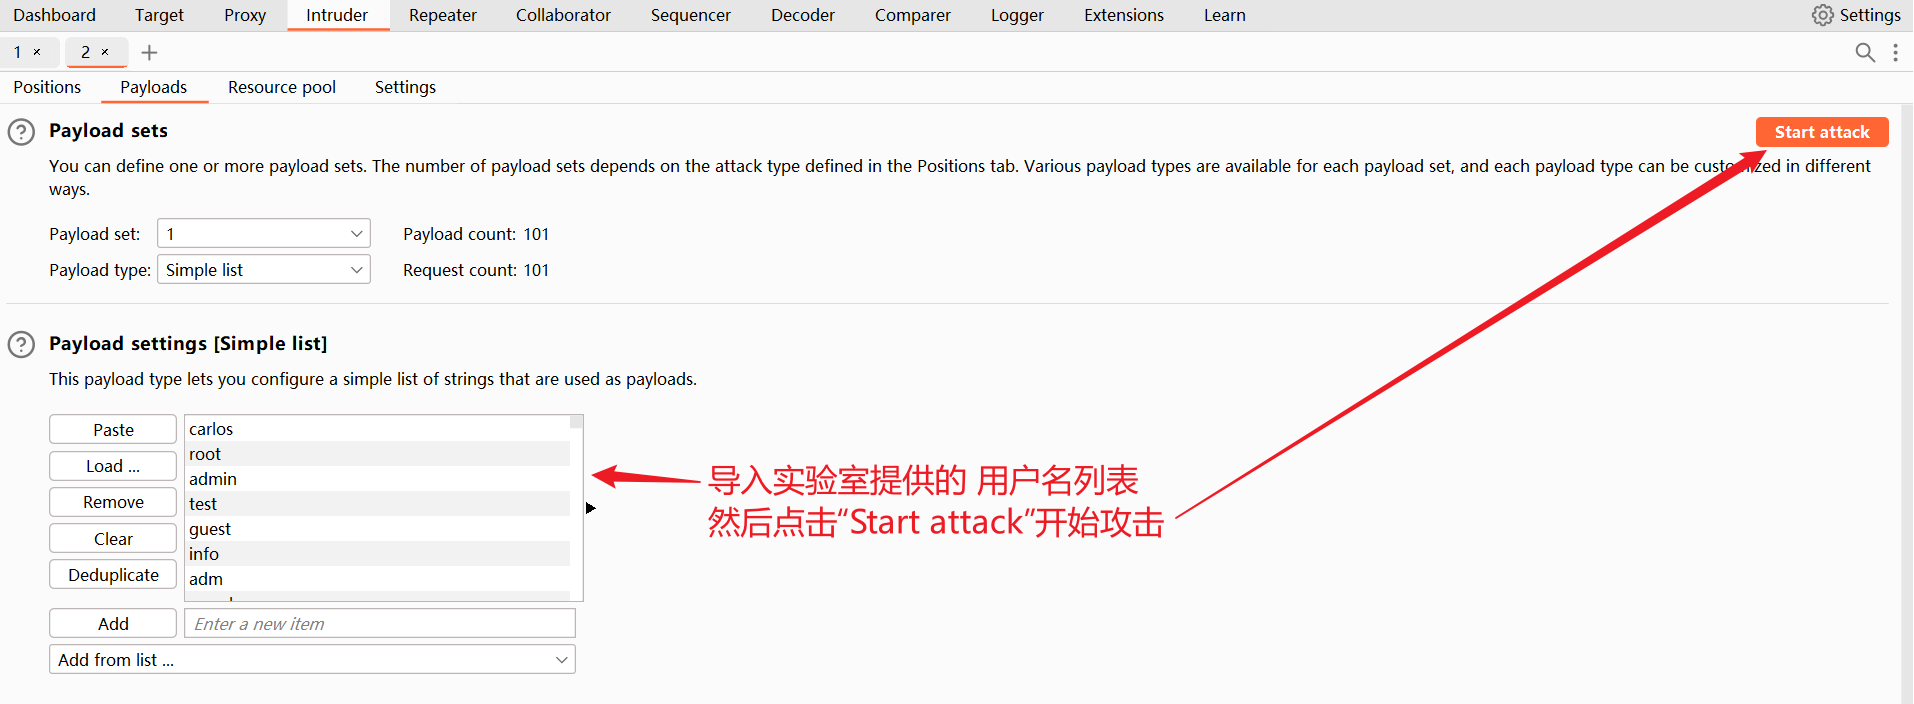 Dashboard Target Proxy Intruder Repeater Collaborator Sequencer Decoder Comparer Logger Extensions Learn Settings
1 × 2 × +
Positions Payloads Resource pool Settings
Payload sets
Start attack
You can define one or more payload sets. The number of payload sets depends on the attack type defined in the Positions tab. Various payload types are available for each payload set, and each payload type can be customized in different
ways.
Payload set: 1 Payload count: 101
Payload type: Simple list Request count: 101
Payload settings [Simple list]
This payload type lets you configure a simple list of strings that are used as payloads.
Paste
Load ...
Remove
Clear
Deduplicate
carlos
root
admin
test
guest
info
adm
导入实验室提供的 用户名列表
然后点击“Start attack”开始攻击
Add Enter a new item
Add from list ...